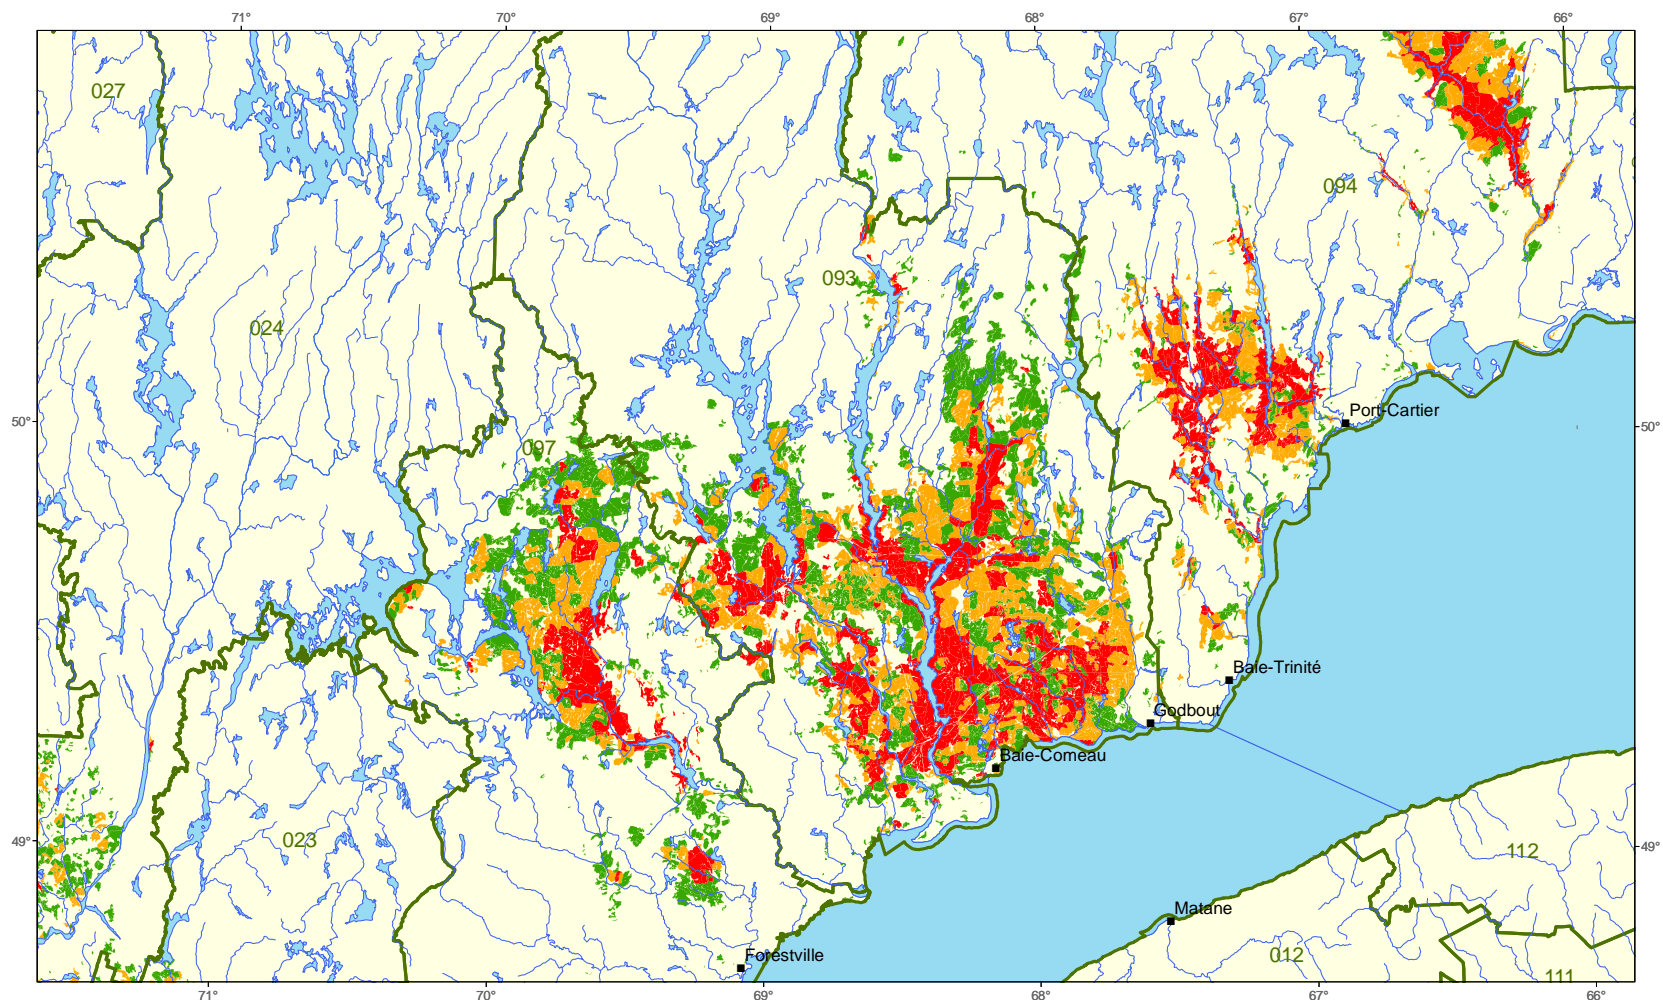 71° 70° 69° 68° 67° 66°
027
094
093
024
Port-Cartier
50° 50°
097
Baie-Trinité
Godbout
Baie-Comeau
023
49° 49°
112
Matane
012
Forestville
111
71° 70° 69° 68° 67° 66°